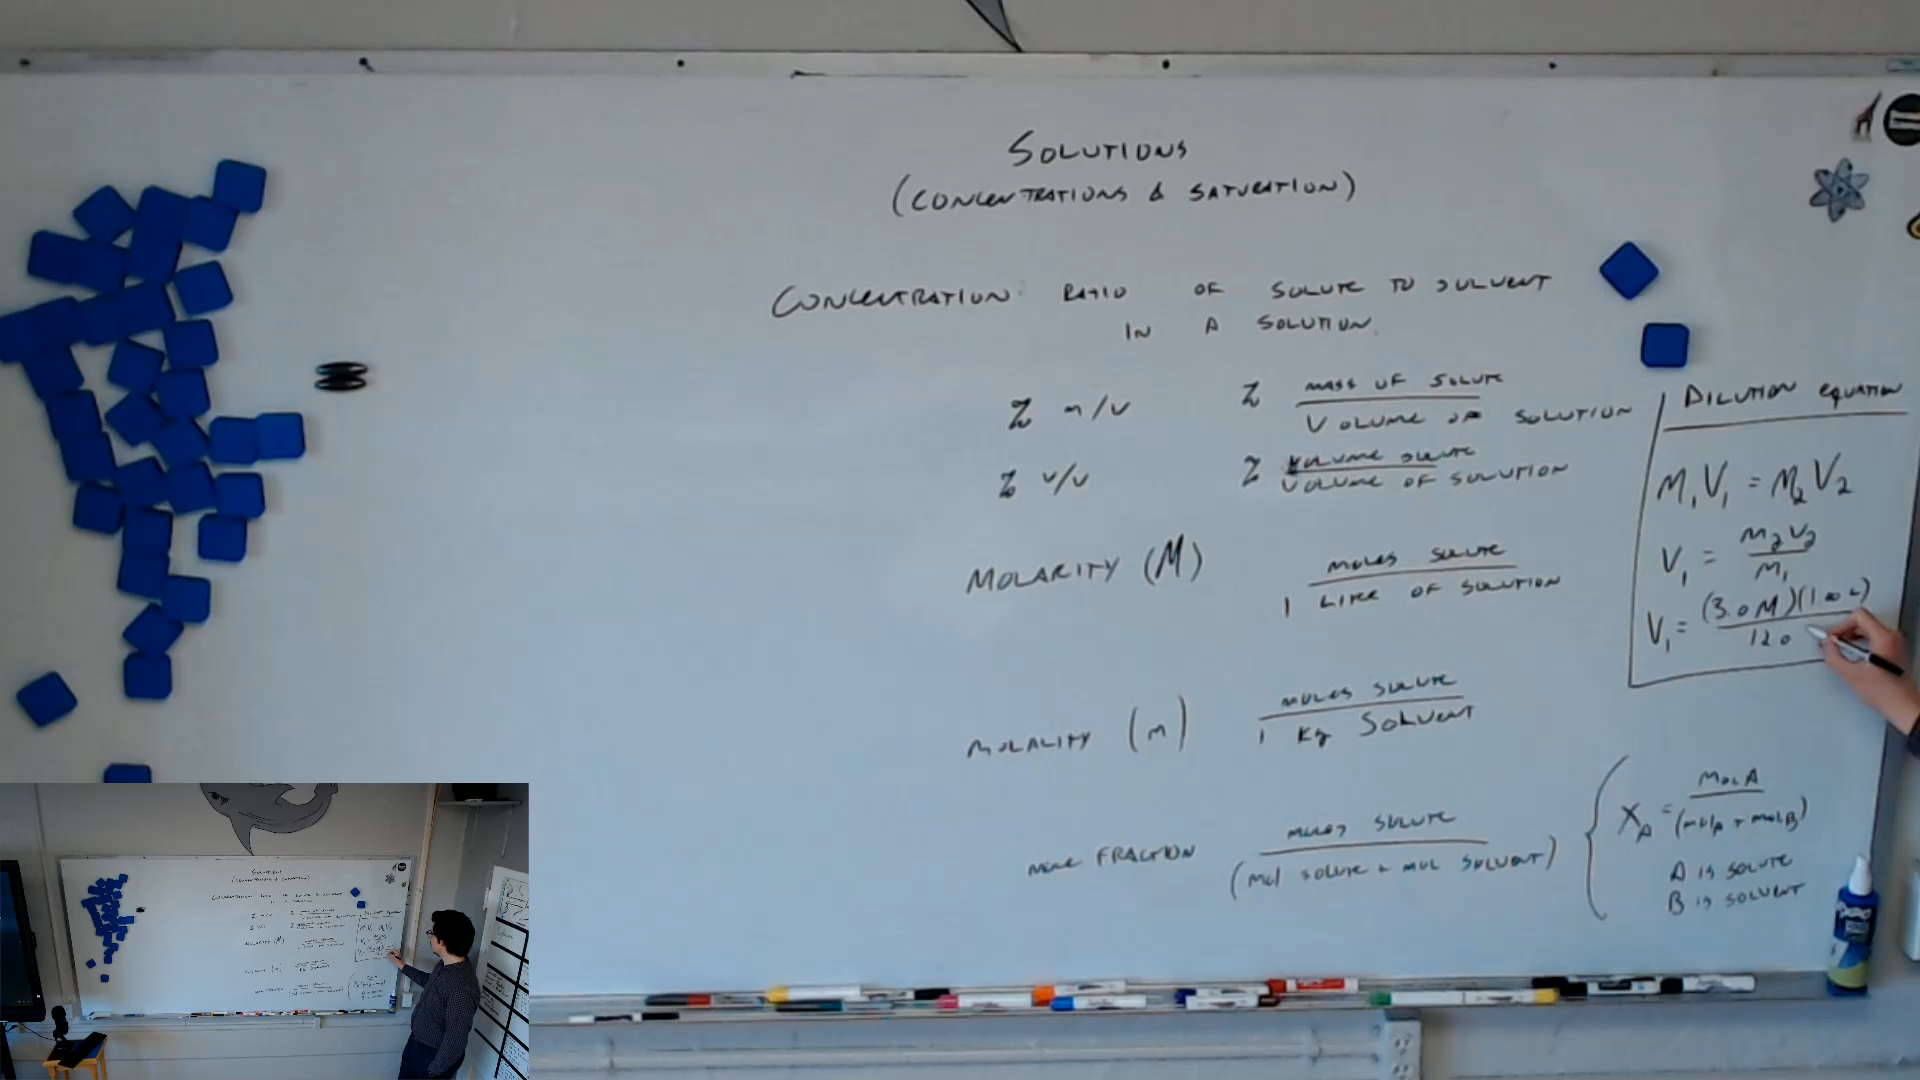 SOLUTIONS
(CONCENTRATIONS & SATURATION)
CONCENTRATION: RATIO OF SOLUTE TO SOLVENT
IN A SOLUTION.
% m/v % MASS OF SOLUTE
VOLUME OF SOLUTION
% v/v % VOLUME SOLUTE
VOLUME OF SOLUTION
MOLARITY (M) MOLES SOLUTE
1 LITER OF SOLUTION
MOLALITY (m) MOLES SOLUTE
1 Kg SOLVENT
MOLE FRACTION MOLES SOLUTE
(mol SOLUTE + MOL SOLVENT)
DILUTION equation
M₁V₁ = M₂V₂
V₁ = M₂V₂
M₁
V₁ = (3.0 M)(1.00 L)
12.0
X_A = MOL A
(mol A + mol B)
A IS SOLUTE
B IS SOLVENT
EXPO